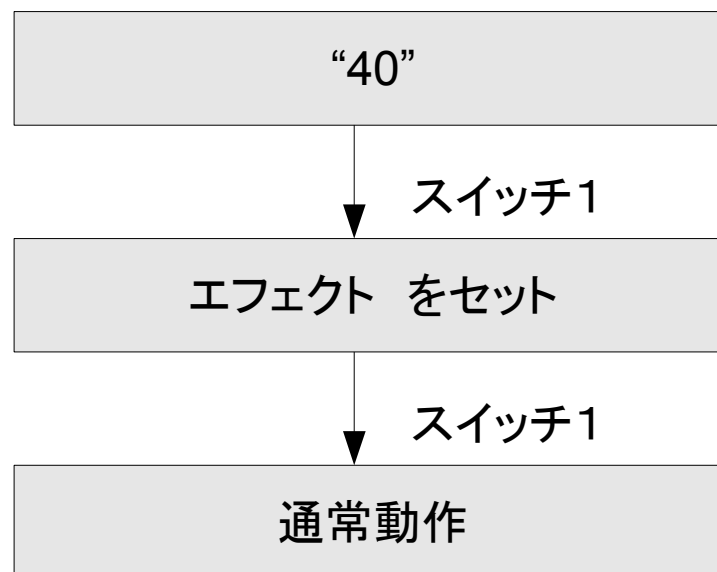 “40”
スイッチ１
エフェクト　をセット
スイッチ１
通常動作